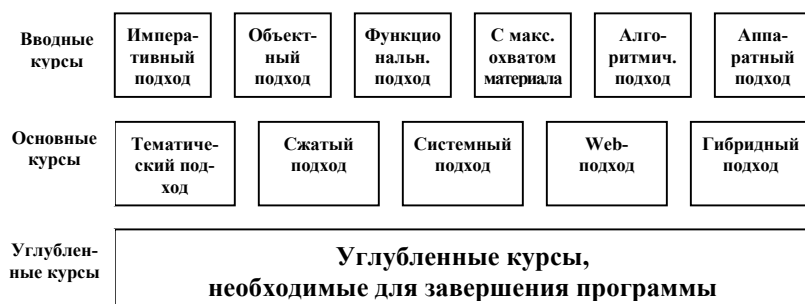 Вводные
курсы
Импера-
тивный
подход
Объект-
ный
подход
Функцио
нальн.
подход
С макс.
охватом
материала
Алго-
ритмич.
подход
Аппа-
ратный
подход
Основные
курсы
Тематиче-
ский под-
ход
Сжатый
подход
Системный
подход
Web-
подход
Гибридный
подход
Углублен-
ные курсы
Углубленные курсы,
необходимые для завершения программы